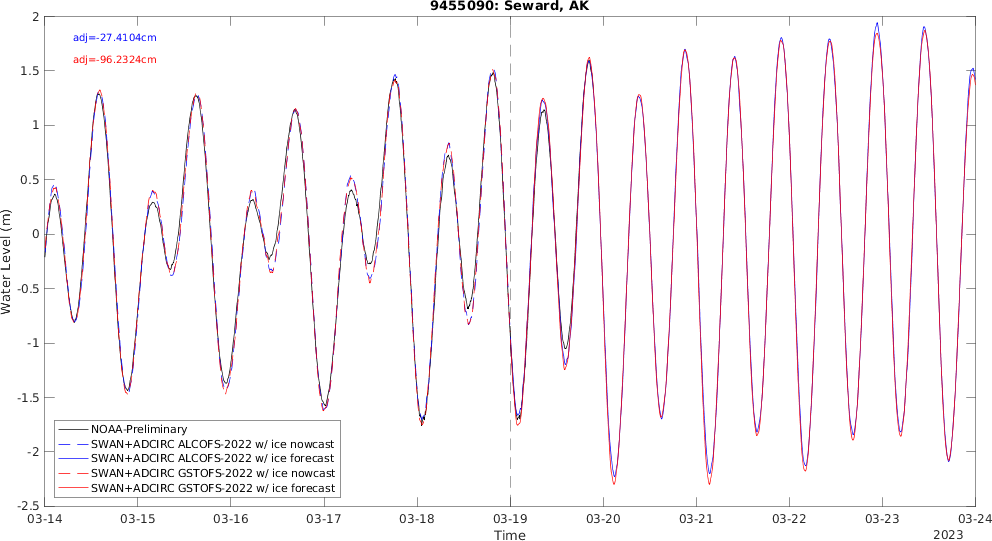 9455090: Seward, AK
adj=-27.4104cm
adj=-96.2324cm
Water Level (m)
2
1.5
1
0.5
0
-0.5
-1
-1.5
-2
-2.5
NOAA-Preliminary
SWAN+ADCIRC ALCOFS-2022 w/ ice nowcast
SWAN+ADCIRC ALCOFS-2022 w/ ice forecast
SWAN+ADCIRC GSTOFS-2022 w/ ice nowcast
SWAN+ADCIRC GSTOFS-2022 w/ ice forecast
03-14 03-15 03-16 03-17 03-18 03-19 03-20 03-21 03-22 03-23 03-24
Time
2023